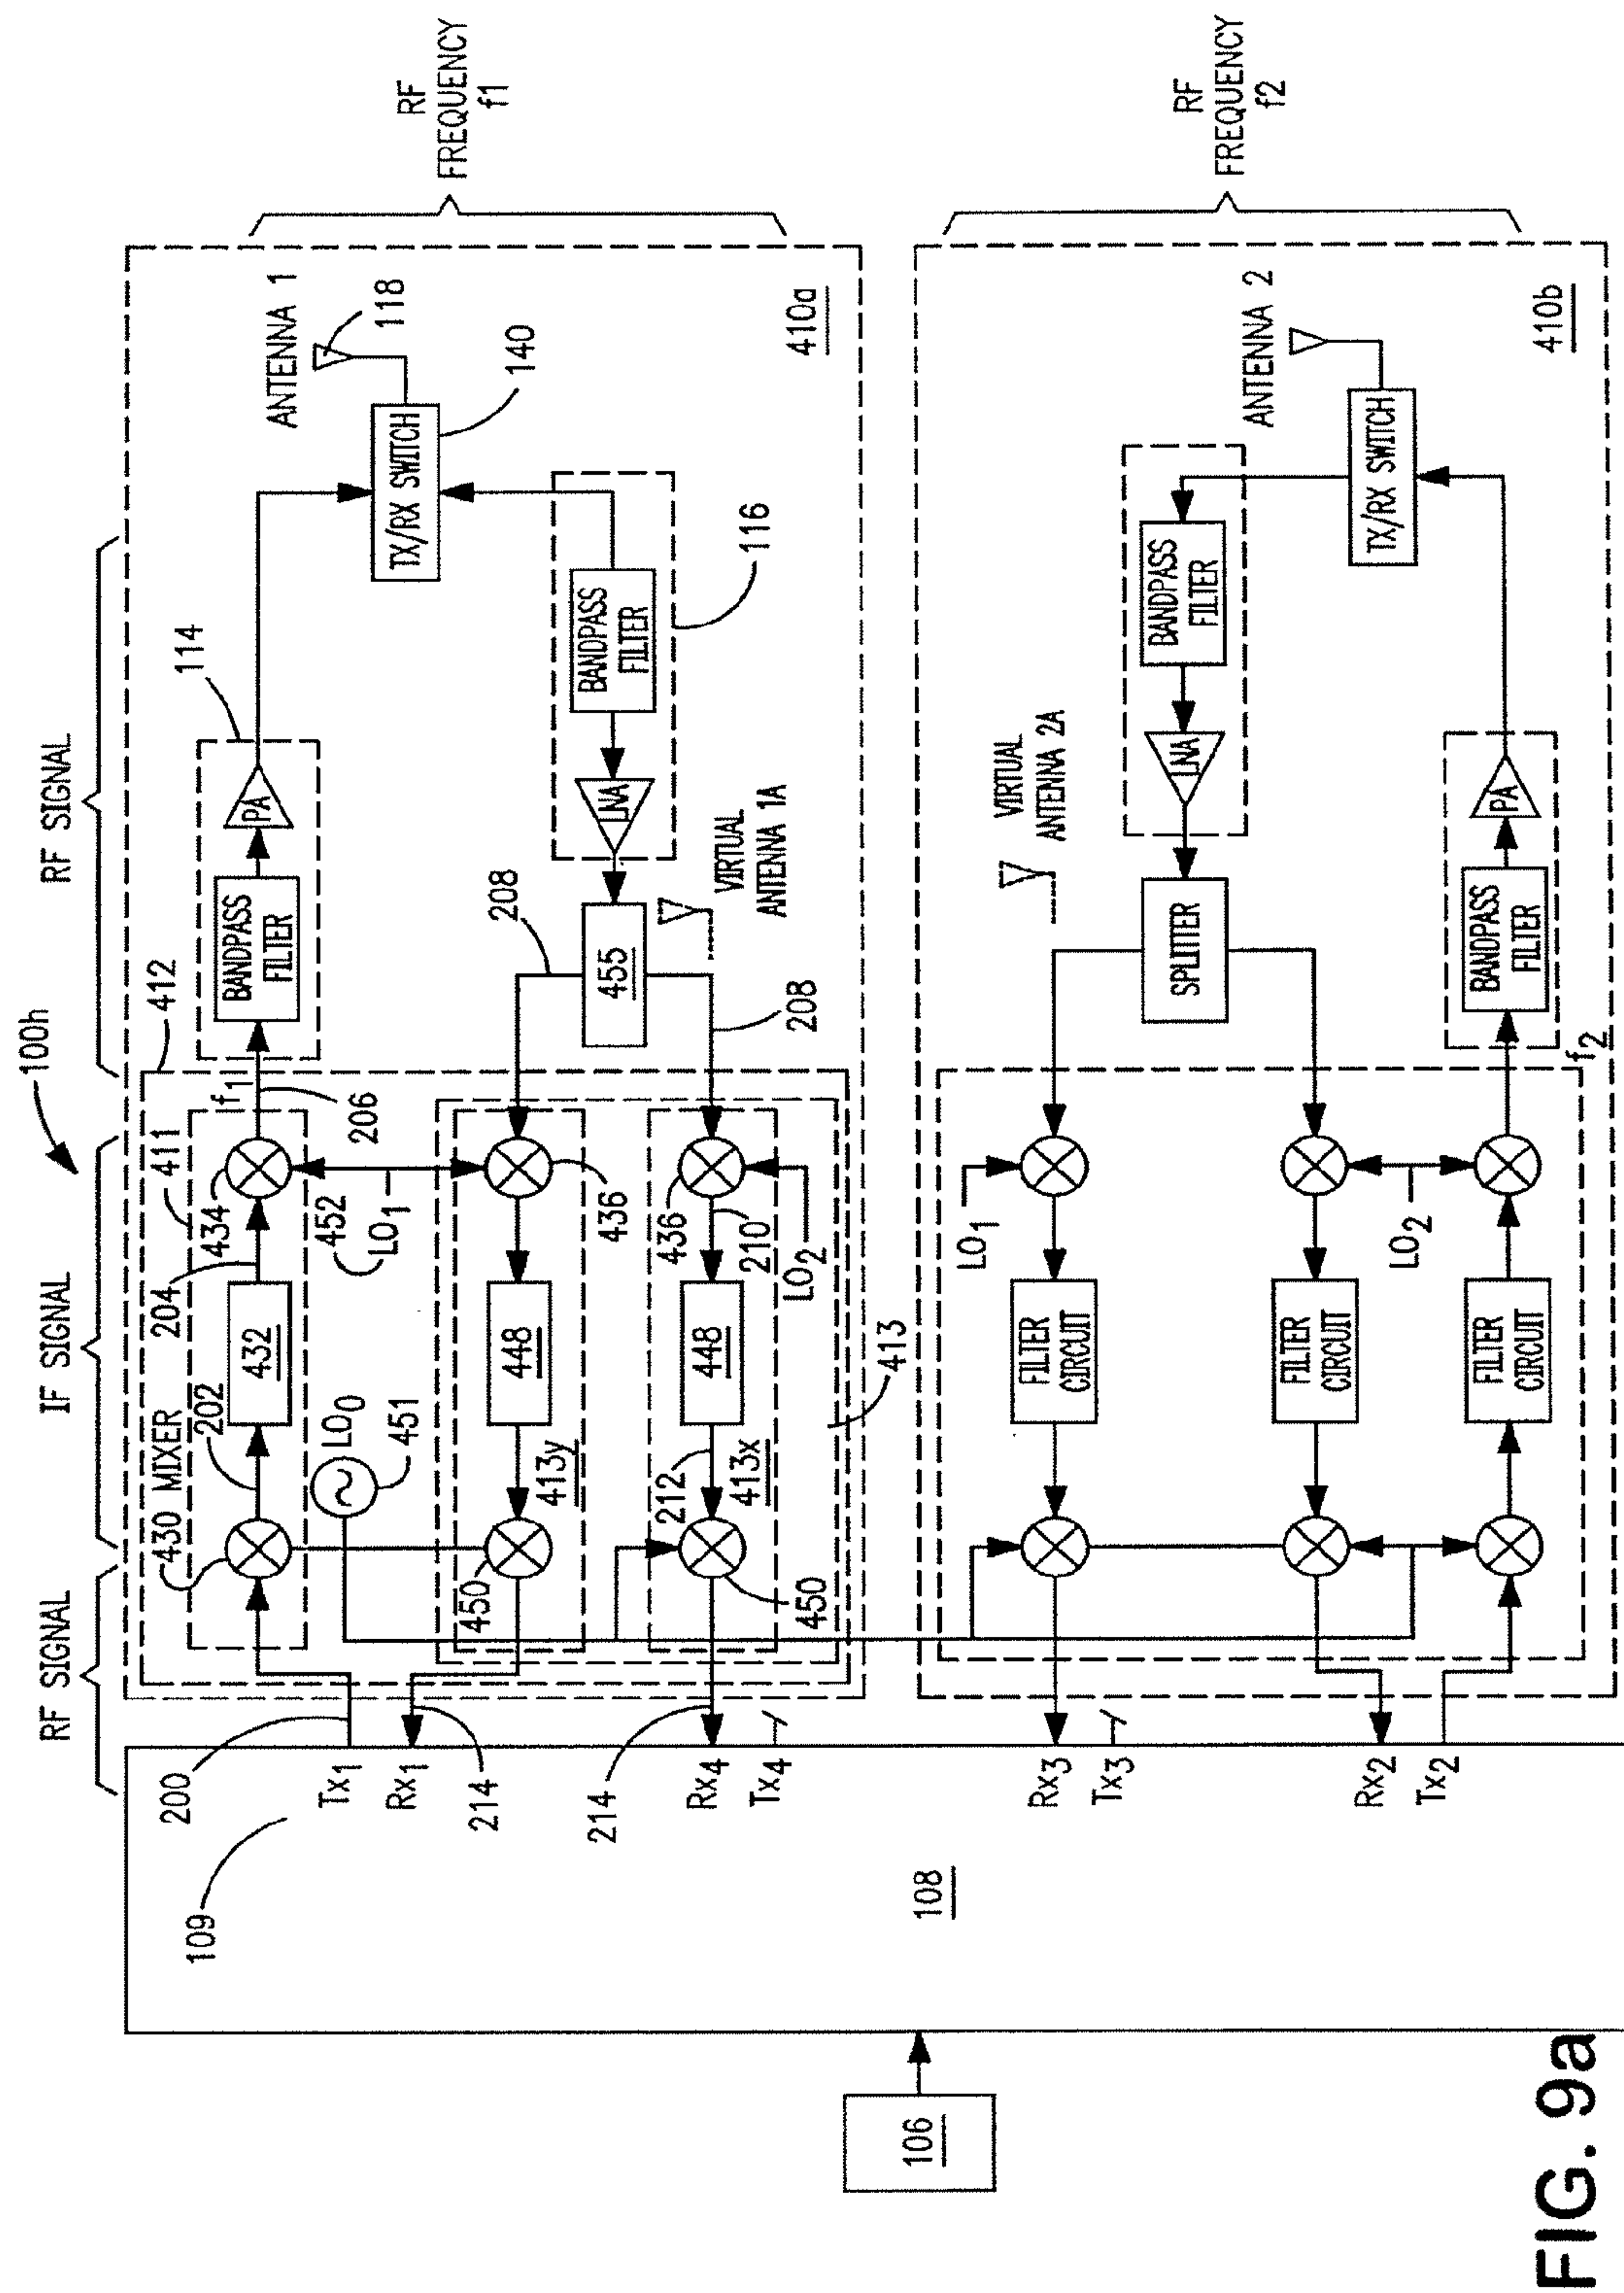 100h
RF SIGNAL
IF SIGNAL
RF SIGNAL
RF
FREQUENCY
f1
RF
FREQUENCY
f2
109
106
108
200
Tx1
Rx1
214
214
Rx4
Tx4
Rx3
Tx3
Rx2
Tx2
430 MIXER
202
432
204
434
411
412
f1
206
BANDPASS
FILTER
PA
114
ANTENNA 1
118
TX/RX SWITCH
140
LO0
451
452
LO1
450
413y
448
436
208
455
LNA
BANDPASS
FILTER
116
450
212
413x
448
210
436
LO2
208
VIRTUAL
ANTENNA 1A
413
410a
LO1
FILTER
CIRCUIT
VIRTUAL
ANTENNA 2A
SPLITTER
LNA
BANDPASS
FILTER
ANTENNA 2
TX/RX SWITCH
FILTER
CIRCUIT
LO2
FILTER
CIRCUIT
f2
BANDPASS
FILTER
PA
410b
FIG. 9a